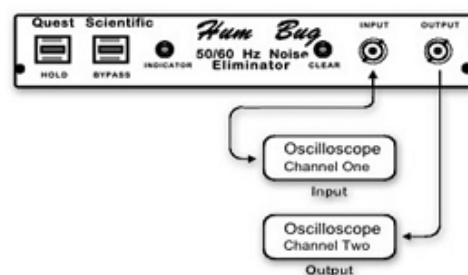 Quest Scientific
Hum Bug
INPUT
OUTPUT
50/60 Hz Noise
Eliminator
HOLD
BYPASS
INDICATOR
CLEAR
Oscilloscope
Channel One
Input
Oscilloscope
Channel Two
Output